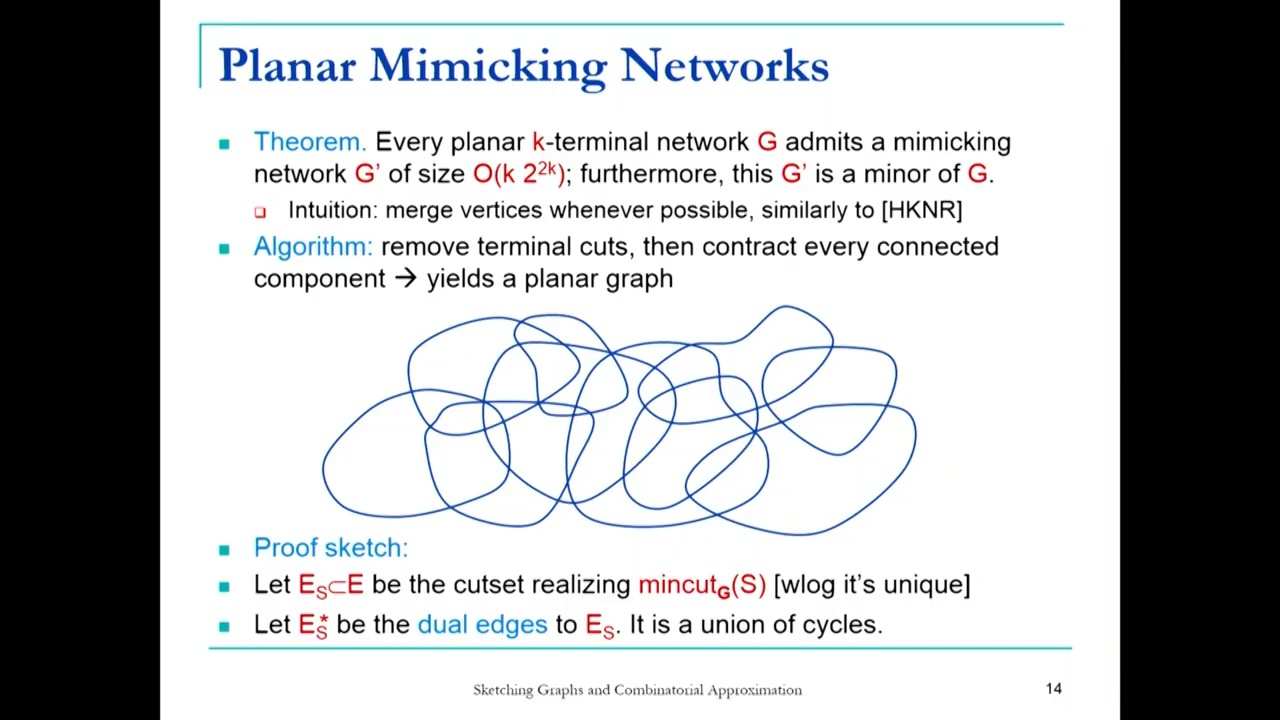 Planar Mimicking Networks
Theorem. Every planar k-terminal network G admits a mimicking
network G’ of size O(k 2²ᵏ); furthermore, this G’ is a minor of G.
Intuition: merge vertices whenever possible, similarly to [HKNR]
Algorithm: remove terminal cuts, then contract every connected
component → yields a planar graph
Proof sketch:
Let E_S⊂E be the cutset realizing mincut_G(S) [wlog it’s unique]
Let E_S* be the dual edges to E_S. It is a union of cycles.
Sketching Graphs and Combinatorial Approximation
14